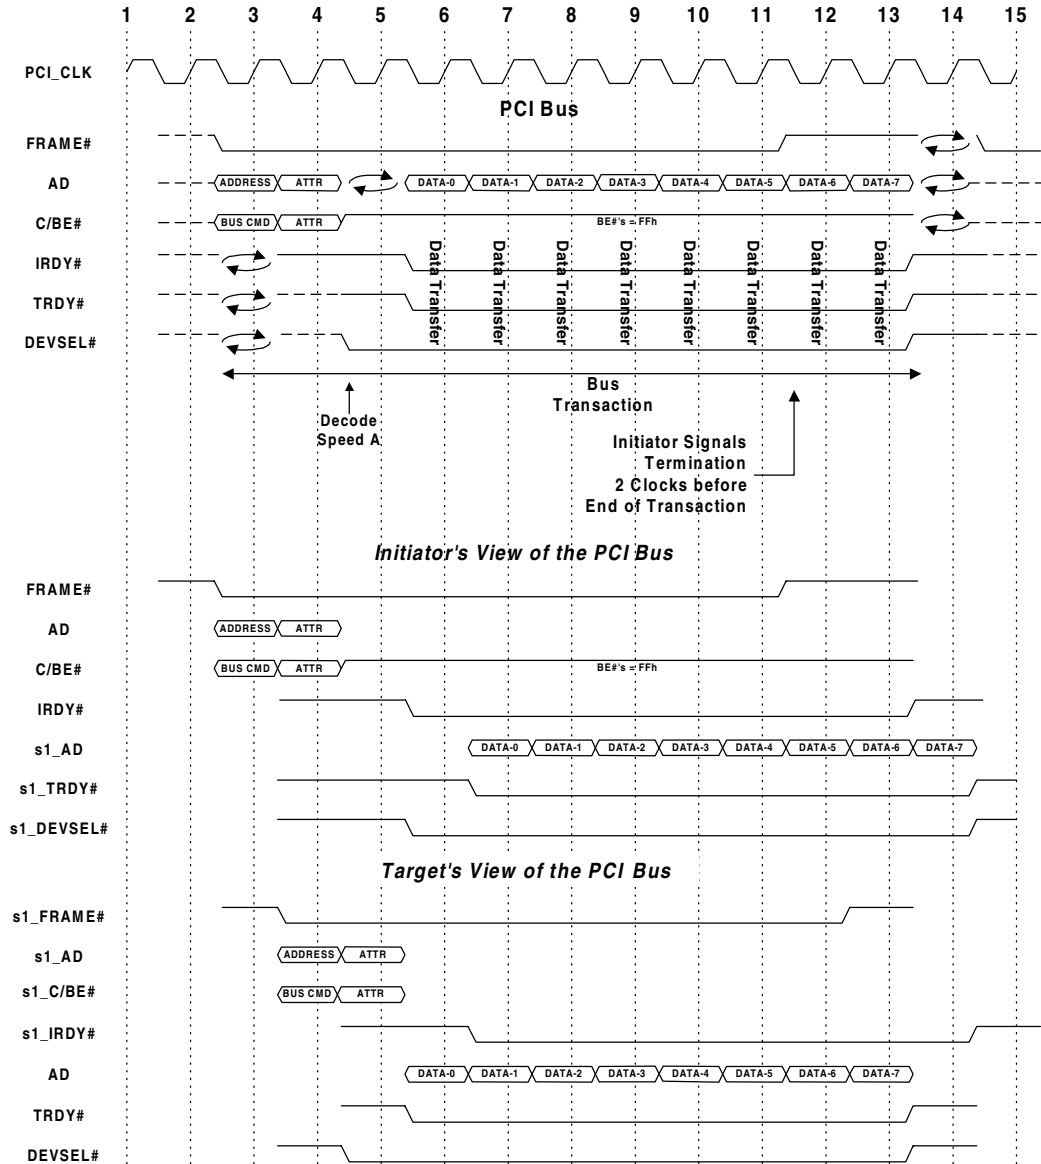 1 2 3 4 5 6 7 8 9 10 11 12 13 14 15
PCI_CLK
PCI Bus
FRAME#
AD ADDRESS ATTR DATA-0 DATA-1 DATA-2 DATA-3 DATA-4 DATA-5 DATA-6 DATA-7
C/BE# BUS CMD ATTR BE#'s = FFh
IRDY#
TRDY#
DEVSEL#
Data Transfer
Data Transfer
Data Transfer
Data Transfer
Data Transfer
Data Transfer
Data Transfer
Data Transfer
Bus
Transaction
Decode
Speed A
Initiator Signals
Termination
2 Clocks before
End of Transaction
Initiator's View of the PCI Bus
FRAME#
AD ADDRESS ATTR
C/BE# BUS CMD ATTR BE#'s = FFh
IRDY#
s1_AD DATA-0 DATA-1 DATA-2 DATA-3 DATA-4 DATA-5 DATA-6 DATA-7
s1_TRDY#
s1_DEVSEL#
Target's View of the PCI Bus
s1_FRAME#
s1_AD ADDRESS ATTR
s1_C/BE# BUS CMD ATTR
s1_IRDY#
AD DATA-0 DATA-1 DATA-2 DATA-3 DATA-4 DATA-5 DATA-6 DATA-7
TRDY#
DEVSEL#